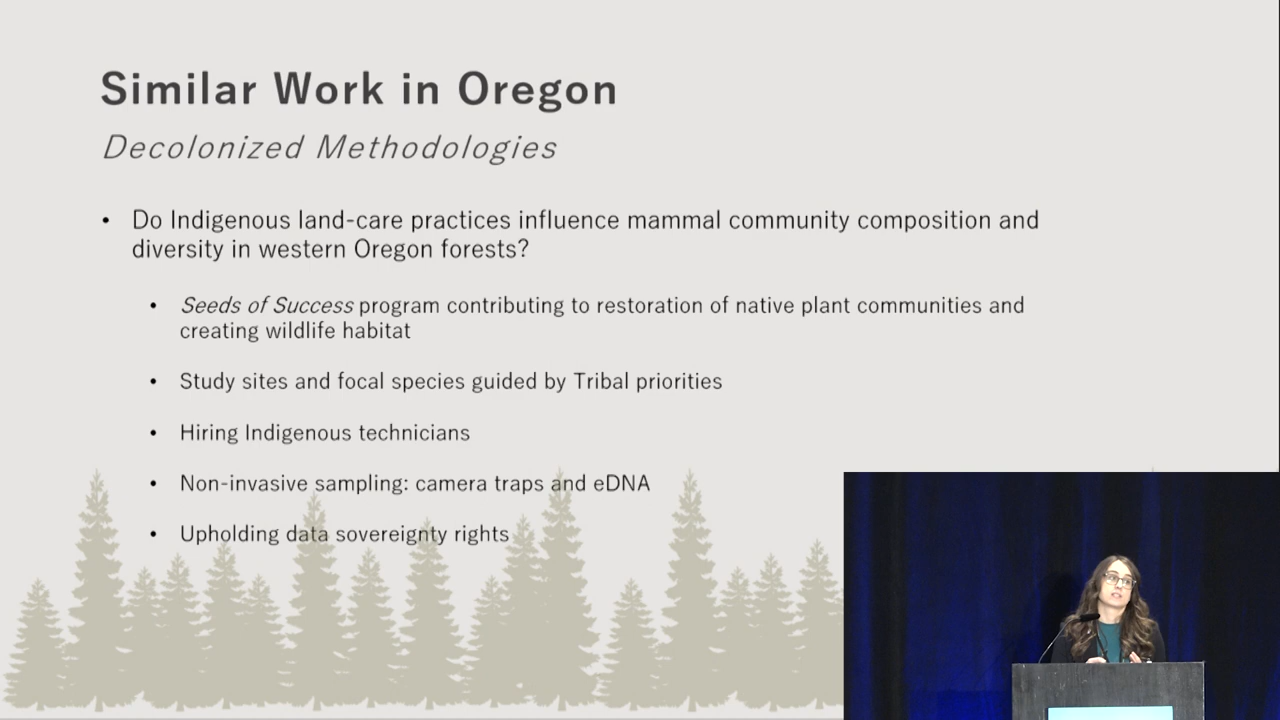 Similar Work in Oregon
Decolonized Methodologies
• Do Indigenous land-care practices influence mammal community composition and
diversity in western Oregon forests?
• Seeds of Success program contributing to restoration of native plant communities and
creating wildlife habitat
• Study sites and focal species guided by Tribal priorities
• Hiring Indigenous technicians
• Non-invasive sampling: camera traps and eDNA
• Upholding data sovereignty rights